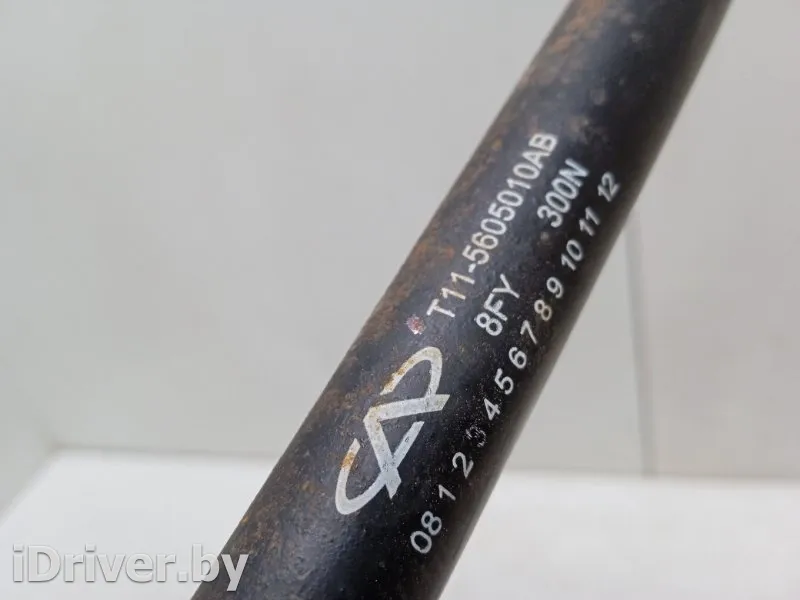 T11-5605010AB
8FY 300N
08 1 2 3 4 5 6 7 8 9 10 11 12
iDriver.by